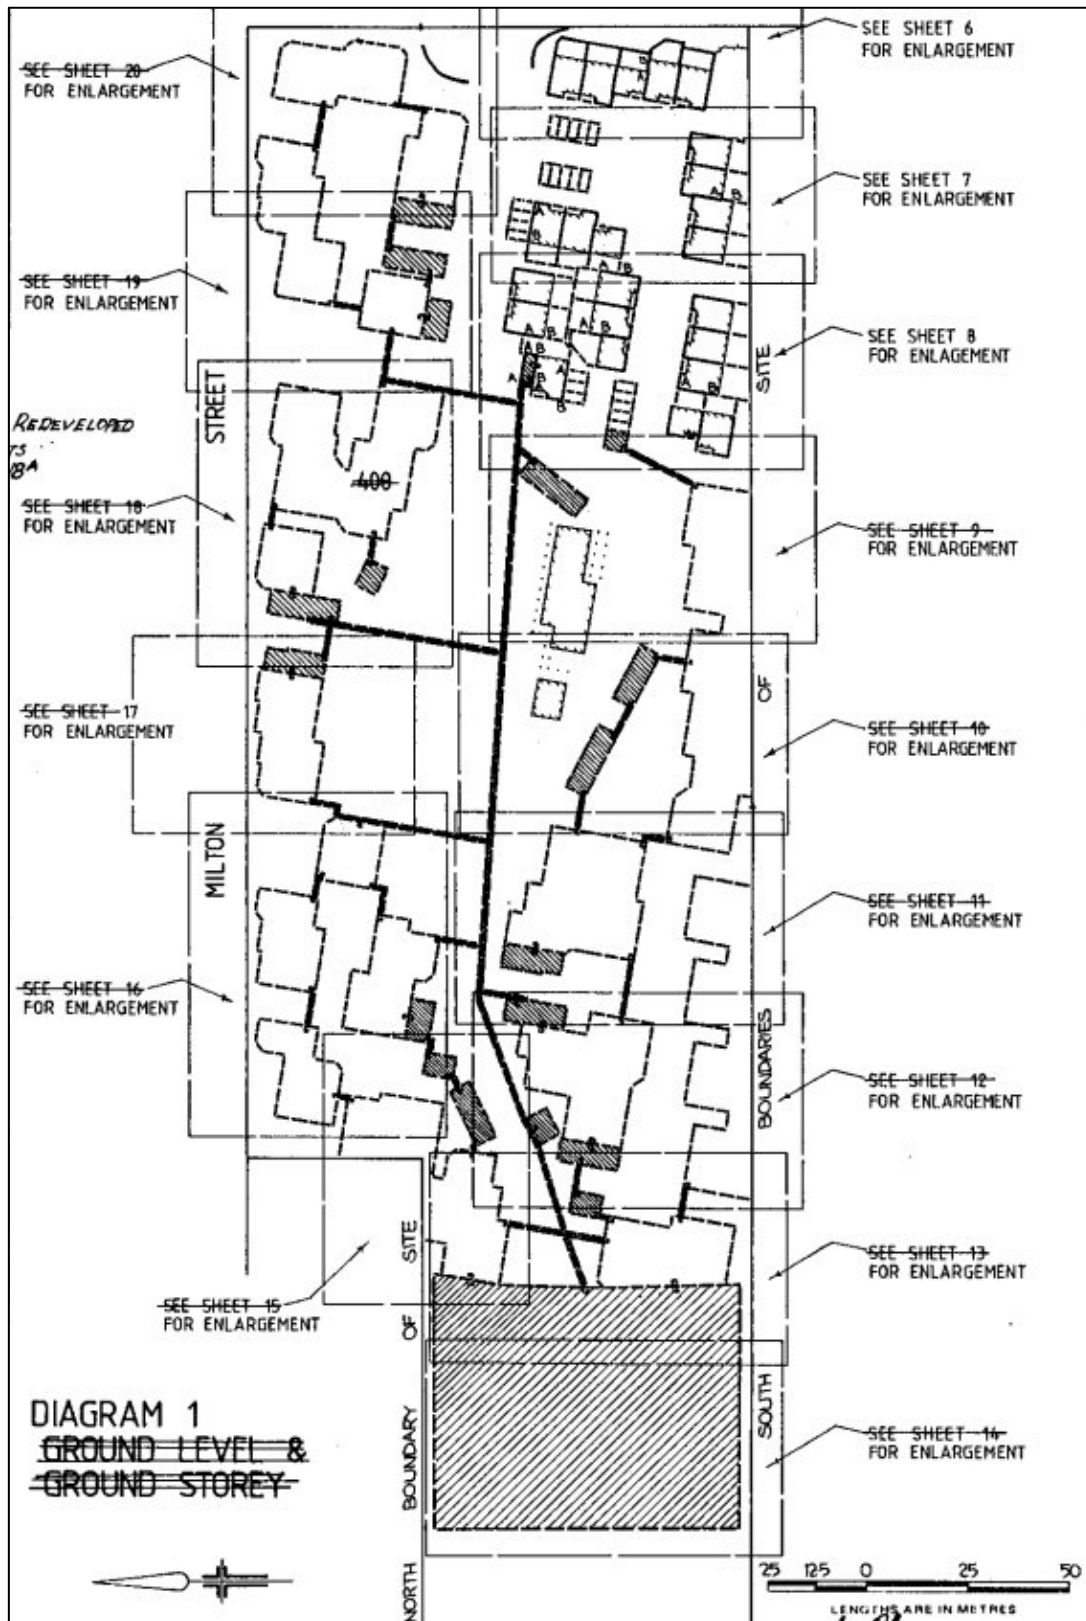 SEE SHEET 6
FOR ENLARGEMENT
SEE SHEET 20
FOR ENLARGEMENT
SEE SHEET 7
FOR ENLARGEMENT
SEE SHEET 19
FOR ENLARGEMENT
SEE SHEET 8
FOR ENLAGEMENT
STREET
SITE
REDEVELOPED
TS
8A
400
SEE SHEET 18
FOR ENLARGEMENT
SEE SHEET 9
FOR ENLARGEMENT
SEE SHEET 17
FOR ENLARGEMENT
OF
SEE SHEET 10
FOR ENLARGEMENT
MILTON
SEE SHEET 11
FOR ENLARGEMENT
SEE SHEET 16
FOR ENLARGEMENT
BOUNDARIES
SEE SHEET 12
FOR ENLARGEMENT
SITE
SEE SHEET 13
FOR ENLARGEMENT
SEE SHEET 15
FOR ENLARGEMENT
OF
SOUTH
DIAGRAM 1
GROUND LEVEL &
GROUND STOREY
SEE SHEET 14
FOR ENLARGEMENT
BOUNDARY
NORTH
25 12·5 0 25 50
LENGTHS ARE IN METRES